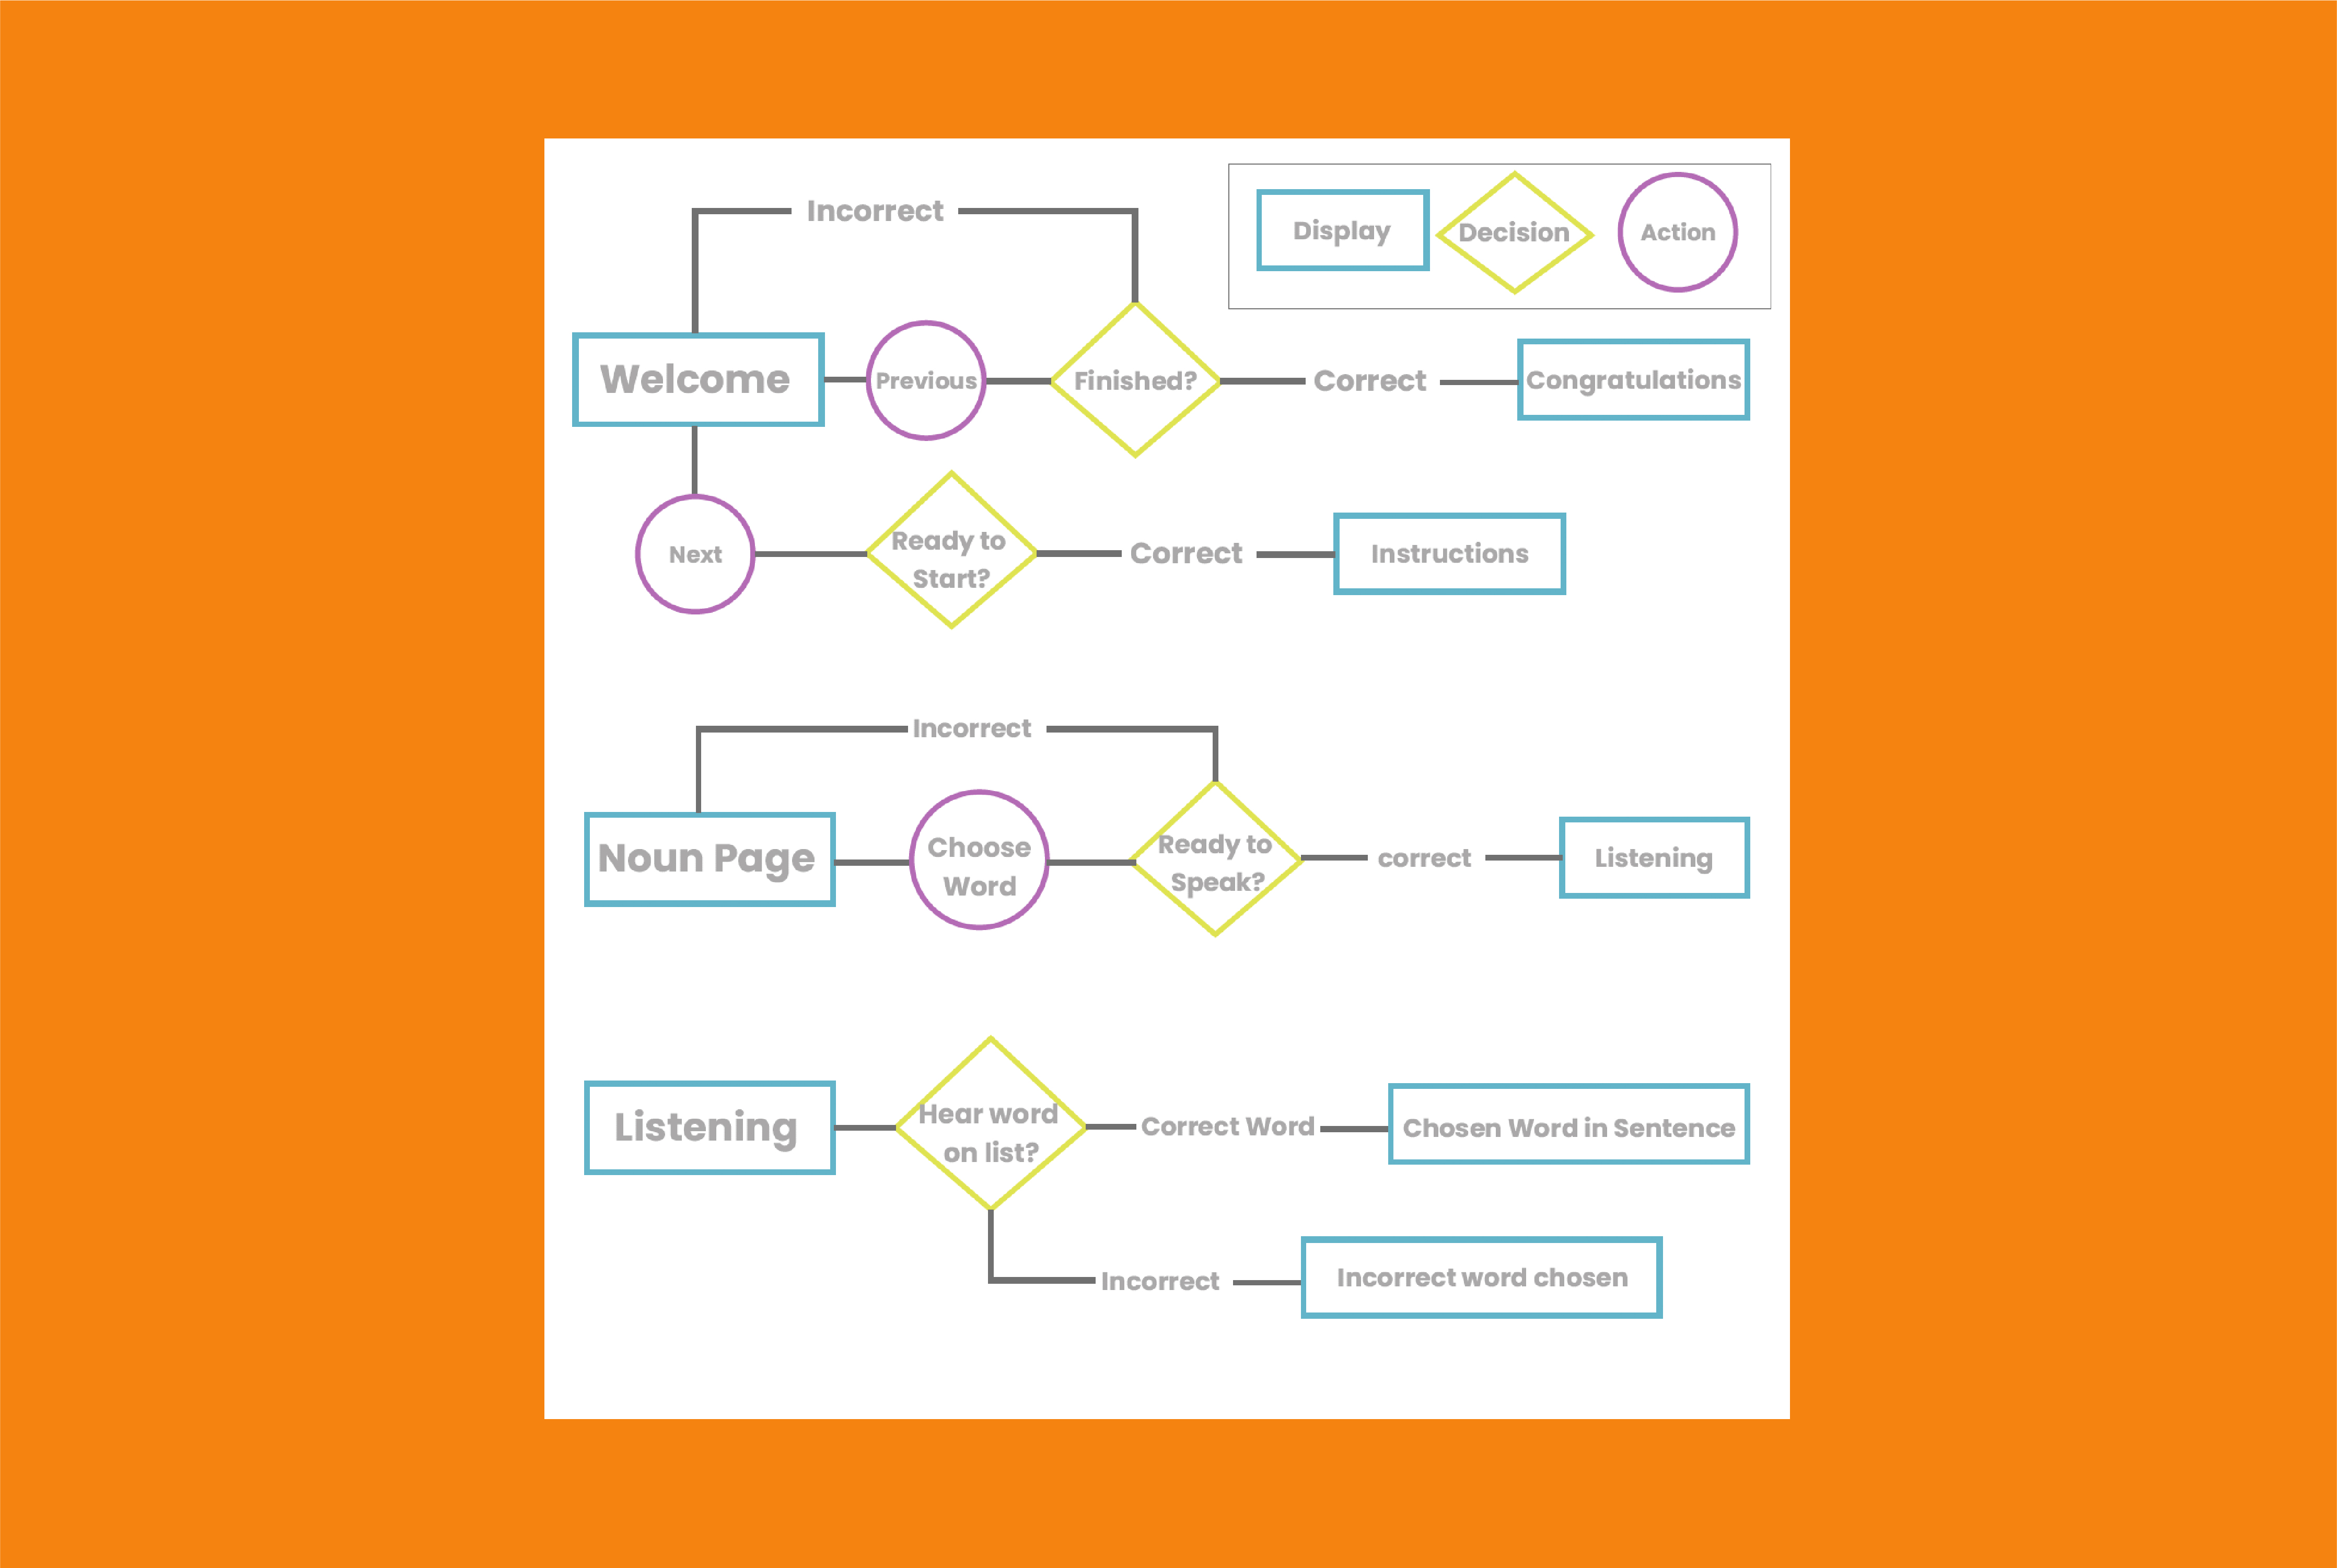 Incorrect
Display
Decision
Action
Welcome
Previous
Finished?
Correct
Congratulations
Next
Ready to
Start?
Correct
Instructions
Incorrect
Noun Page
Choose
Word
Ready to
Speak?
correct
Listening
Listening
Hear word
on list?
Correct Word
Chosen Word in Sentence
Incorrect
Incorrect word chosen